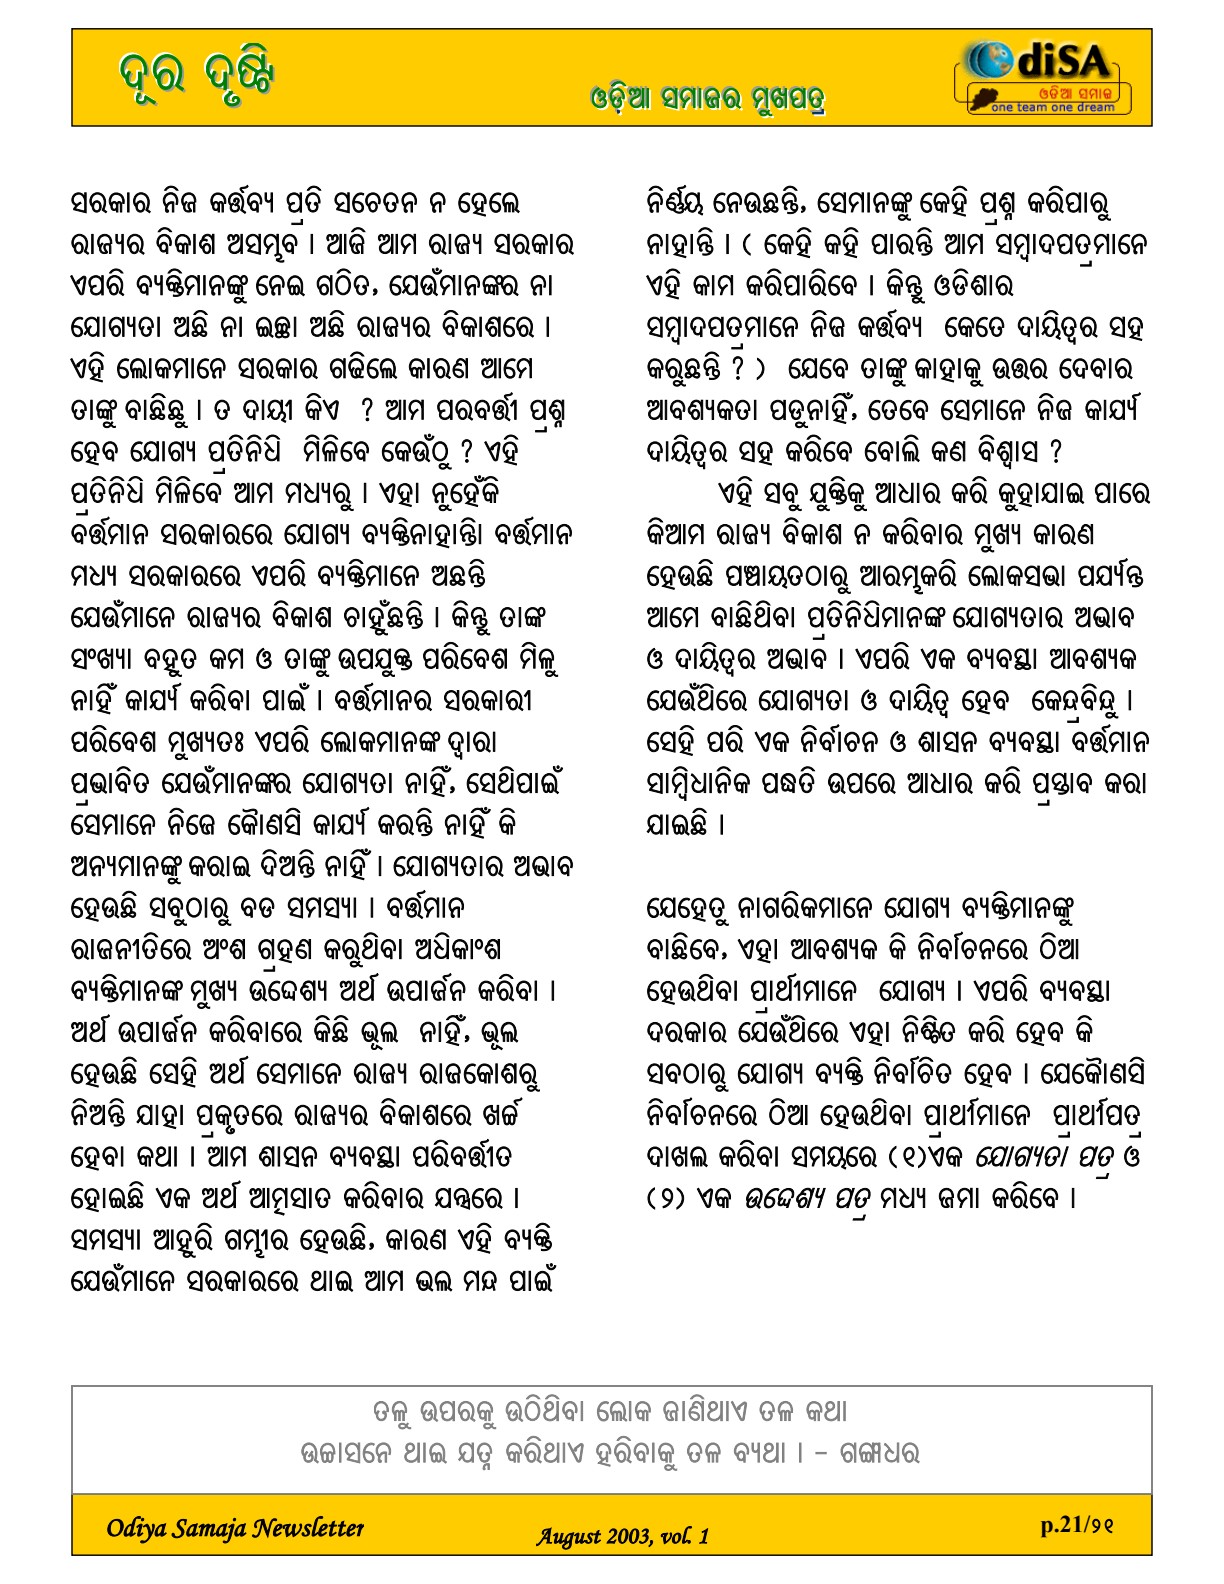 ଦୂର ଦୃଷ୍ଟି
ଓଡ଼ିଆ ସମାଜର ମୁଖପତ୍ର
OdiSA
ଓଡିଆ ସମାଜ
one team one dream
ସରକାର ନିଜ କର୍ତ୍ତବ୍ୟ ପ୍ରତି ସଚେତନ ନ ହେଲେ
ରାଜ୍ୟର ବିକାଶ ଅସମ୍ଭବ । ଆଜି ଆମ ରାଜ୍ୟ ସରକାର
ଏପରି ବ୍ୟକ୍ତିମାନଙ୍କୁ ନେଇ ଗଠିତ, ଯେଉଁମାନଙ୍କର ନା
ଯୋଗ୍ୟତା ଅଛି ନା ଇଚ୍ଛା ଅଛି ରାଜ୍ୟର ବିକାଶରେ ।
ଏହି ଲୋକମାନେ ସରକାର ଗଢିଲେ କାରଣ ଆମେ
ତାଙ୍କୁ ବାଛିଛୁ । ତ ଦାୟୀ କିଏ ? ଆମ ପରବର୍ତ୍ତୀ ପ୍ରଶ୍ନ
ହେବ ଯୋଗ୍ୟ ପ୍ରତିନିଧି ମିଳିବେ କେଉଁଠୁ ? ଏହି
ପ୍ରତିନିଧି ମିଳିବେ ଆମ ମଧ୍ୟରୁ । ଏହା ନୁହେଁକି
ବର୍ତ୍ତମାନ ସରକାରରେ ଯୋଗ୍ୟ ବ୍ୟକ୍ତିନାହାନ୍ତି। ବର୍ତ୍ତମାନ
ମଧ୍ୟ ସରକାରରେ ଏପରି ବ୍ୟକ୍ତିମାନେ ଅଛନ୍ତି
ଯେଉଁମାନେ ରାଜ୍ୟର ବିକାଶ ଚାହୁଁଛନ୍ତି । କିନ୍ତୁ ତାଙ୍କ
ସଂଖ୍ୟା ବହୁତ କମ ଓ ତାଙ୍କୁ ଉପଯୁକ୍ତ ପରିବେଶ ମିଳୁ
ନାହିଁ କାର୍ଯ୍ୟ କରିବା ପାଇଁ । ବର୍ତ୍ତମାନର ସରକାରୀ
ପରିବେଶ ମୁଖ୍ୟତଃ ଏପରି ଲୋକମାନଙ୍କ ଦ୍ୱାରା
ପ୍ରଭାବିତ ଯେଉଁମାନଙ୍କର ଯୋଗ୍ୟତା ନାହିଁ, ସେଥିପାଇଁ
ସେମାନେ ନିଜେ କୌଣସି କାର୍ଯ୍ୟ କରନ୍ତି ନାହିଁ କି
ଅନ୍ୟମାନଙ୍କୁ କରାଇ ଦିଅନ୍ତି ନାହିଁ । ଯୋଗ୍ୟତାର ଅଭାବ
ହେଉଛି ସବୁଠାରୁ ବଡ ସମସ୍ୟା । ବର୍ତ୍ତମାନ
ରାଜନୀତିରେ ଅଂଶ ଗ୍ରହଣ କରୁଥିବା ଅଧିକାଂଶ
ବ୍ୟକ୍ତିମାନଙ୍କ ମୁଖ୍ୟ ଉଦ୍ଦେଶ୍ୟ ଅର୍ଥ ଉପାର୍ଜନ କରିବା ।
ଅର୍ଥ ଉପାର୍ଜନ କରିବାରେ କିଛି ଭୂଲ ନାହିଁ, ଭୂଲ
ହେଉଛି ସେହି ଅର୍ଥ ସେମାନେ ରାଜ୍ୟ ରାଜକୋଶରୁ
ନିଅନ୍ତି ଯାହା ପ୍ରକୃତରେ ରାଜ୍ୟର ବିକାଶରେ ଖର୍ଚ୍ଚ
ହେବା କଥା । ଆମ ଶାସନ ବ୍ୟବସ୍ଥା ପରିବର୍ତ୍ତୀତ
ହୋଇଛି ଏକ ଅର୍ଥ ଆତ୍ମସାତ କରିବାର ଯନ୍ତ୍ରରେ ।
ସମସ୍ୟା ଆହୁରି ଗମ୍ଭୀର ହେଉଛି, କାରଣ ଏହି ବ୍ୟକ୍ତି
ଯେଉଁମାନେ ସରକାରରେ ଥାଇ ଆମ ଭଲ ମନ୍ଦ ପାଇଁ
ନିର୍ଣ୍ଣୟ ନେଉଛନ୍ତି, ସେମାନଙ୍କୁ କେହି ପ୍ରଶ୍ନ କରିପାରୁ
ନାହାନ୍ତି । ( କେହି କହି ପାରନ୍ତି ଆମ ସମ୍ବାଦପତ୍ରମାନେ
ଏହି କାମ କରିପାରିବେ । କିନ୍ତୁ ଓଡିଶାର
ସମ୍ବାଦପତ୍ରମାନେ ନିଜ କର୍ତ୍ତବ୍ୟ କେତେ ଦାୟିତ୍ୱର ସହ
କରୁଛନ୍ତି ? ) ଯେବେ ତାଙ୍କୁ କାହାକୁ ଉତ୍ତର ଦେବାର
ଆବଶ୍ୟକତା ପଡୁନାହିଁ, ତେବେ ସେମାନେ ନିଜ କାର୍ଯ୍ୟ
ଦାୟିତ୍ୱର ସହ କରିବେ ବୋଲି କଣ ବିଶ୍ୱାସ ?
ଏହି ସବୁ ଯୁକ୍ତିକୁ ଆଧାର କରି କୁହାଯାଇ ପାରେ
କିଆମ ରାଜ୍ୟ ବିକାଶ ନ କରିବାର ମୁଖ୍ୟ କାରଣ
ହେଉଛି ପଞ୍ଚାୟତଠାରୁ ଆରମ୍ଭକରି ଲୋକସଭା ପର୍ଯ୍ୟନ୍ତ
ଆମେ ବାଛିଥିବା ପ୍ରତିନିଧିମାନଙ୍କ ଯୋଗ୍ୟତାର ଅଭାବ
ଓ ଦାୟିତ୍ୱର ଅଭାବ । ଏପରି ଏକ ବ୍ୟବସ୍ଥା ଆବଶ୍ୟକ
ଯେଉଁଥିରେ ଯୋଗ୍ୟତା ଓ ଦାୟିତ୍ୱ ହେବ କେନ୍ଦ୍ରବିନ୍ଦୁ ।
ସେହି ପରି ଏକ ନିର୍ବାଚନ ଓ ଶାସନ ବ୍ୟବସ୍ଥା ବର୍ତ୍ତମାନ
ସାମ୍ବିଧାନିକ ପଦ୍ଧତି ଉପରେ ଆଧାର କରି ପ୍ରସ୍ତାବ କରା
ଯାଇଛି ।
ଯେହେତୁ ନାଗରିକମାନେ ଯୋଗ୍ୟ ବ୍ୟକ୍ତିମାନଙ୍କୁ
ବାଛିବେ, ଏହା ଆବଶ୍ୟକ କି ନିର୍ବାଚନରେ ଠିଆ
ହେଉଥିବା ପ୍ରାର୍ଥୀମାନେ ଯୋଗ୍ୟ । ଏପରି ବ୍ୟବସ୍ଥା
ଦରକାର ଯେଉଁଥିରେ ଏହା ନିଶ୍ଚିତ କରି ହେବ କି
ସବଠାରୁ ଯୋଗ୍ୟ ବ୍ୟକ୍ତି ନିର୍ବାଚିତ ହେବ । ଯେକୌଣସି
ନିର୍ବାଚନରେ ଠିଆ ହେଉଥିବା ପ୍ରାର୍ଥୀମାନେ ପ୍ରାର୍ଥୀପତ୍ର
ଦାଖଲ କରିବା ସମୟରେ (୧)ଏକ ଯୋଗ୍ୟତା ପତ୍ର ଓ
(୨) ଏକ ଉଦ୍ଦେଶ୍ୟ ପତ୍ର ମଧ୍ୟ ଜମା କରିବେ ।
ତଳୁ ଉପରକୁ ଉଠିଥିବା ଲୋକ ଜାଣିଥାଏ ତଳ କଥା
ଉଚ୍ଚାସନେ ଥାଇ ଯତ୍ନ କରିଥାଏ ହରିବାକୁ ତଳ ବ୍ୟଥା । – ଗଙ୍ଗାଧର
Odiya Samaja Newsletter
August 2003, vol. 1
p.21/୨୧